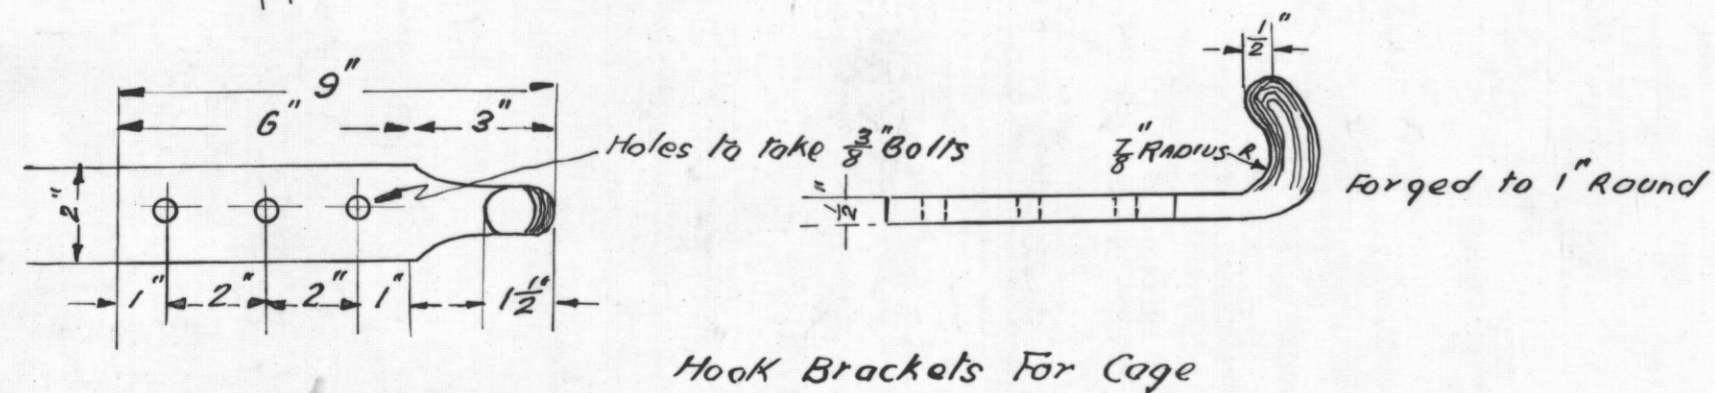 9"
6" 3"
Holes to take 3/8" Bolts
2"
1" 2" 2" 1" 1 1/2"
1/2"
7/8" RADIUS R
Forged to 1" Round
1/2"
Hook Brackets For Cage